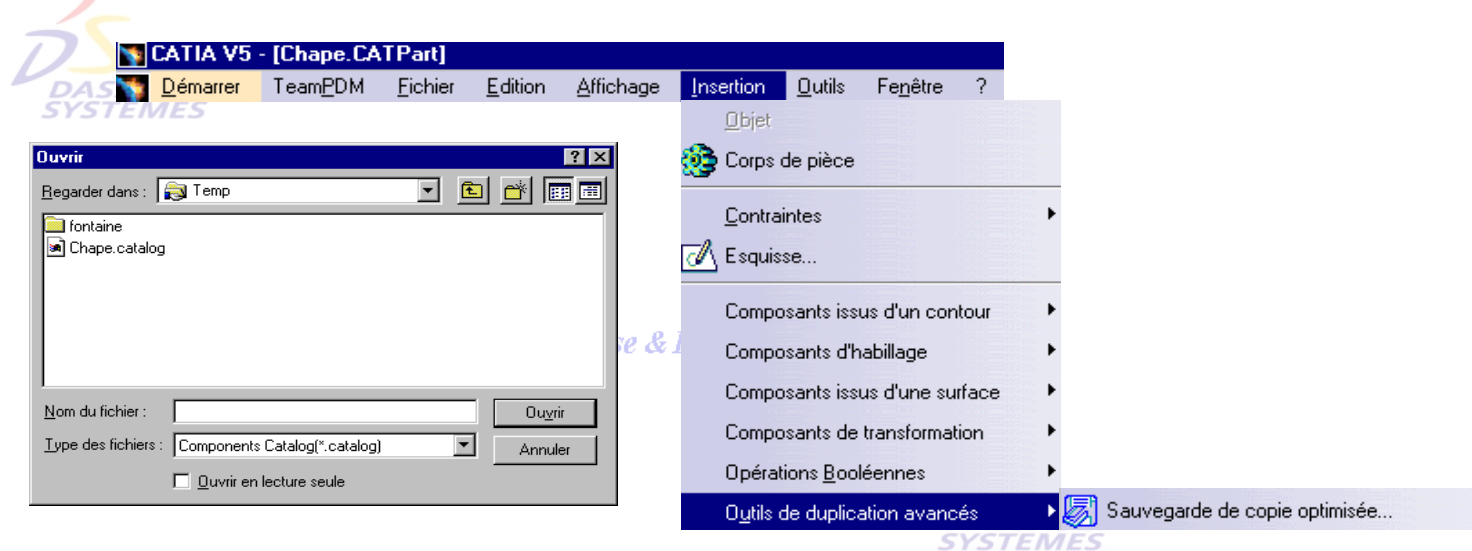 CATIA V5 - [Chape.CATPart]
Démarrer TeamPDM Fichier Edition Affichage Insertion Outils Fenêtre ?
DAS
SYSTEMES
Objet
Corps de pièce
Contraintes
Esquisse...
Composants issus d'un contour
Composants d'habillage
Composants issus d'une surface
Composants de transformation
Opérations Booléennes
Outils de duplication avancés
Sauvegarde de copie optimisée...
Ouvrir
Regarder dans : Temp
fontaine
Chape.catalog
Nom du fichier :
Ouvrir
Type des fichiers : Components Catalog(*.catalog)
Annuler
Ouvrir en lecture seule
se &
SYSTEMES